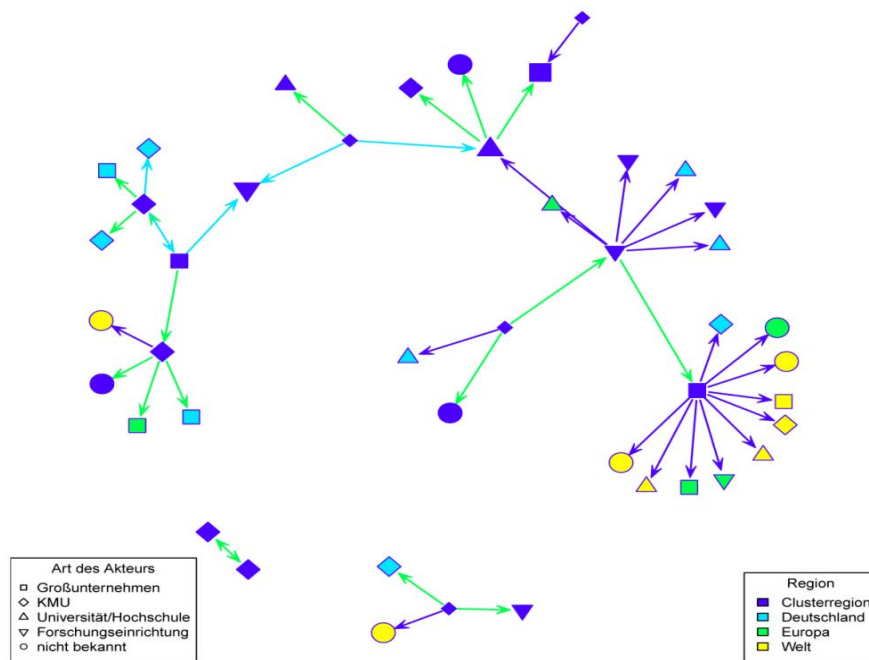 Art des Akteurs
Großunternehmen
KMU
Universität/Hochschule
Forschungseinrichtung
nicht bekannt
Region
Clusterregion
Deutschland
Europa
Welt